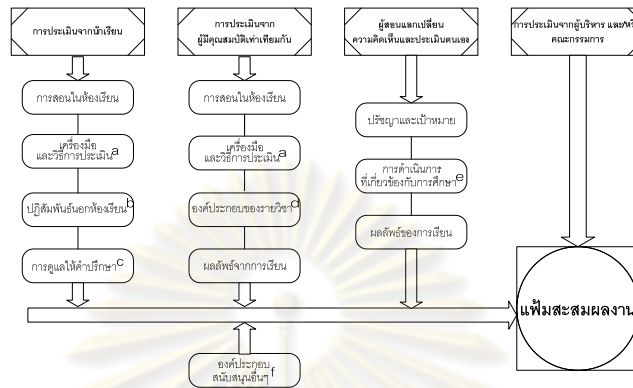 การประเมินจากนักเรียน
การประเมินจาก
ผู้มีคุณสมบัติเท่าเทียมกัน
ผู้สอนแลกเปลี่ยน
ความคิดเห็นและประเมินตนเอง
การประเมินจากผู้บริหาร และ/หรือ
คณะกรรมการ
การสอนในห้องเรียน
เครื่องมือ
และวิธีการประเมิน a
ปฏิสัมพันธ์นอกห้องเรียน b
การดูแลให้คำปรึกษา c
การสอนในห้องเรียน
เครื่องมือ
และวิธีการประเมิน a
องค์ประกอบของรายวิชา d
ผลลัพธ์จากการเรียน
ปรัชญาและเป้าหมาย
การดำเนินการ
ที่เกี่ยวข้องกับการศึกษา e
ผลลัพธ์ของการเรียน
แฟ้มสะสมผลงาน
องค์ประกอบ
สนับสนุนอื่นๆ f